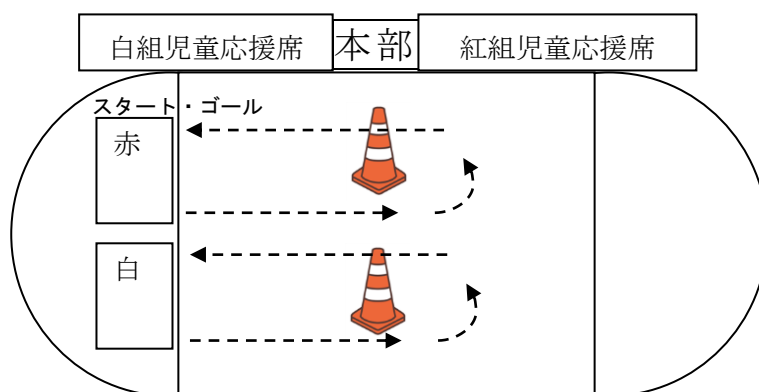 白組児童応援席
本部
紅組児童応援席
スタート・ゴール
赤
白